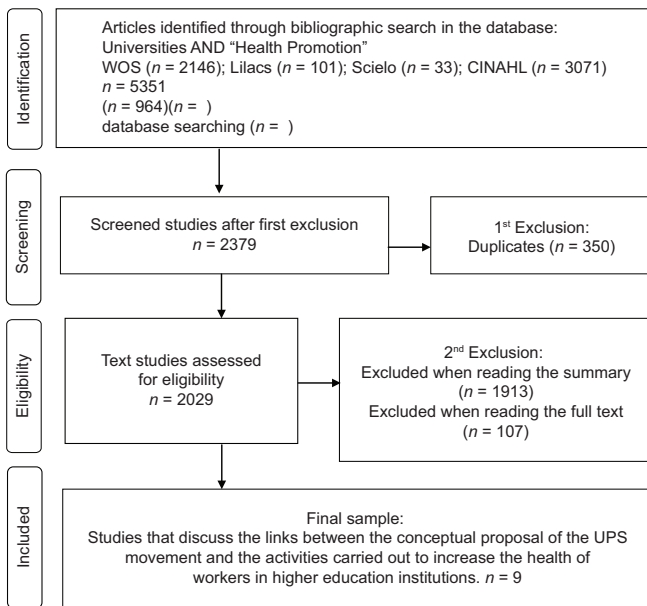 Identification
Articles identified through bibliographic search in the database:
Universities AND “Health Promotion”
WOS (n = 2146); Lilacs (n = 101); Scielo (n = 33); CINAHL (n = 3071)
n = 5351
(n = 964)(n = )
database searching (n = )
Screening
Screened studies after first exclusion
n = 2379
1st Exclusion:
Duplicates (n = 350)
Eligibility
Text studies assessed
for eligibility
n = 2029
2nd Exclusion:
Excluded when reading the summary
(n = 1913)
Excluded when reading the full text
(n = 107)
Included
Final sample:
Studies that discuss the links between the conceptual proposal of the UPS
movement and the activities carried out to increase the health of
workers in higher education institutions. n = 9